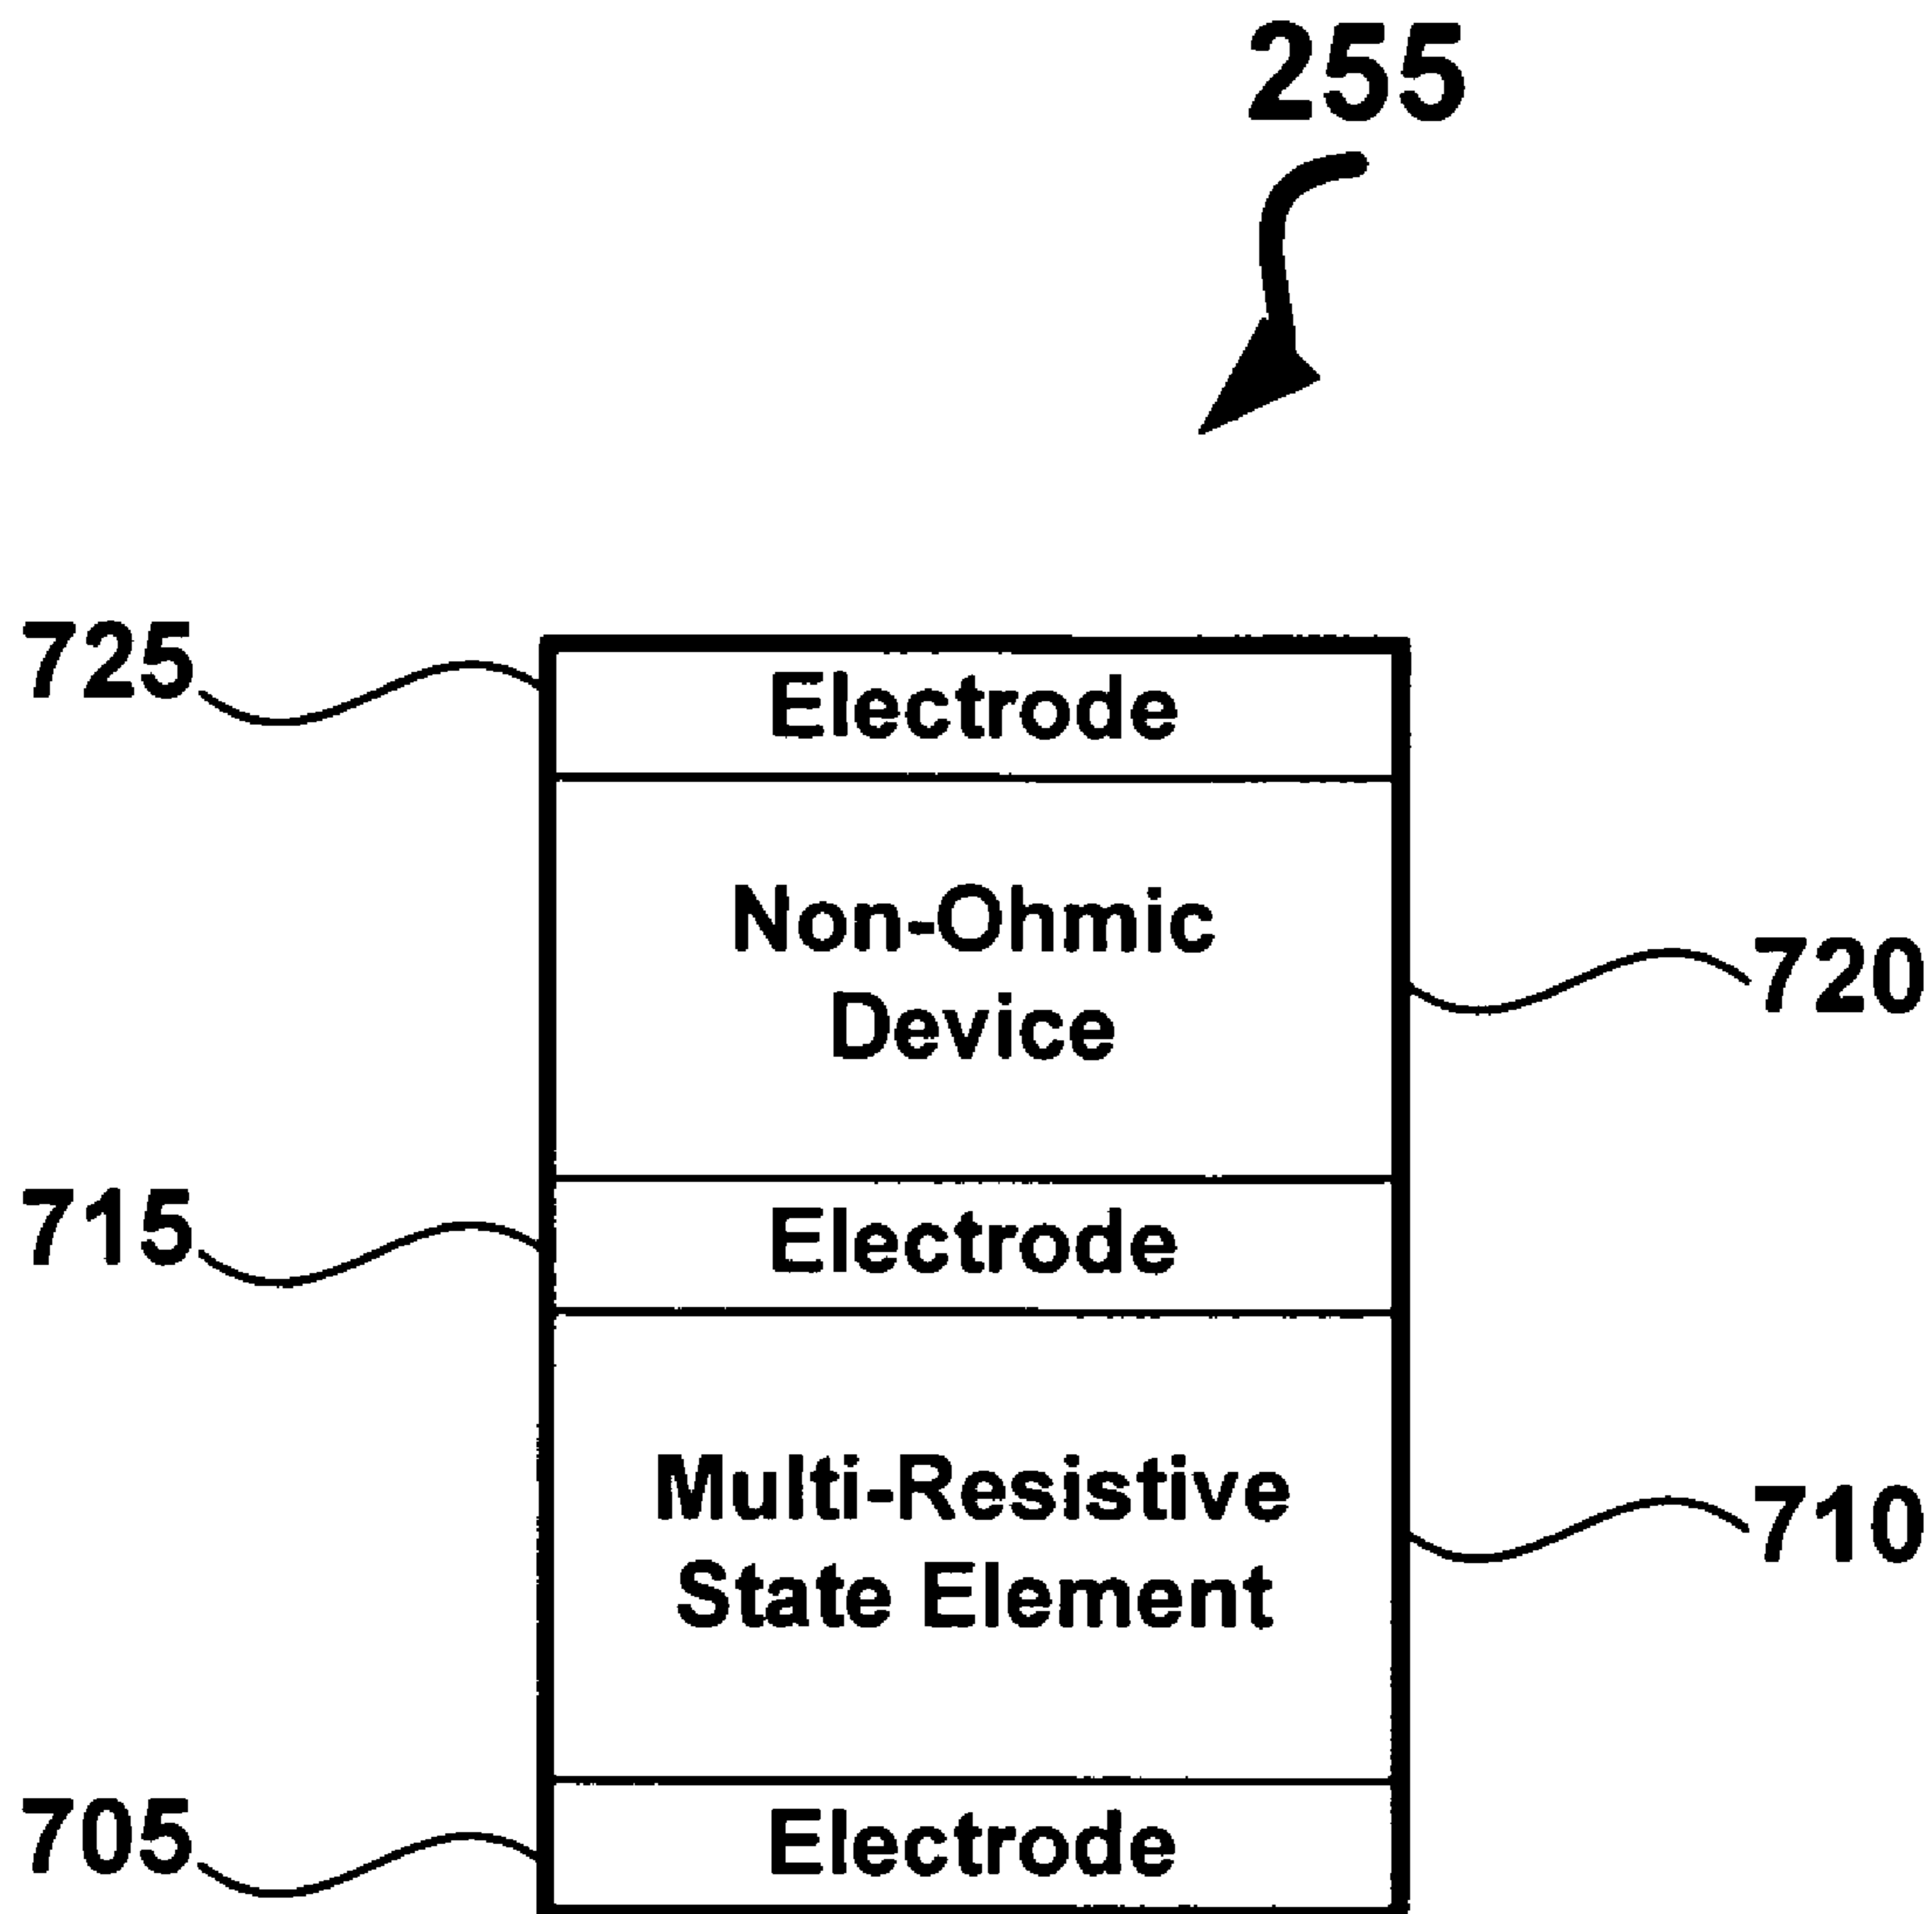 255
725
Electrode
Non-Ohmic
Device
720
715
Electrode
Multi-Resistive
State Element
710
705
Electrode